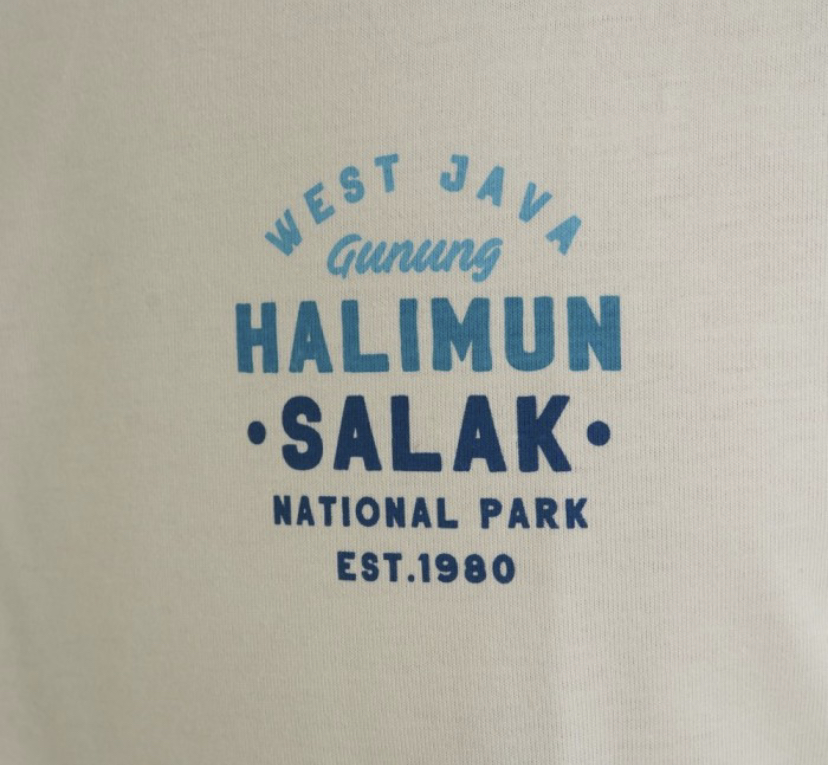 WEST JAVA
Gunung
HALIMUN
•SALAK•
NATIONAL PARK
EST.1980